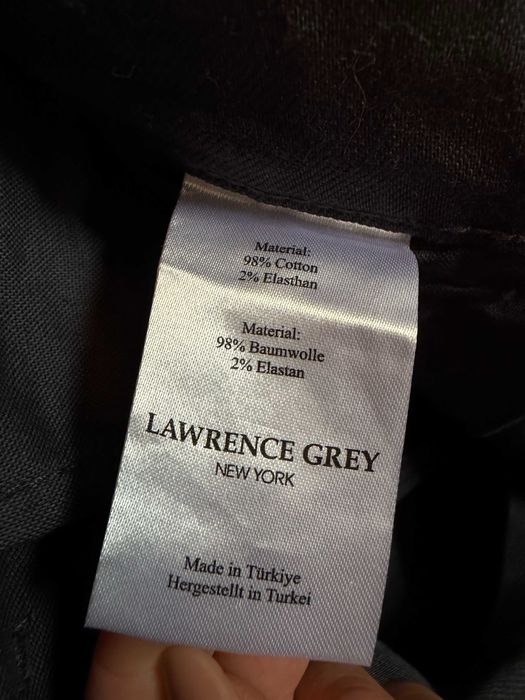 Material:
98% Cotton
2% Elasthan
Material:
98% Baumwolle
2% Elastan
LAWRENCE GREY
NEW YORK
Made in Türkiye
Hergestellt in Turkei